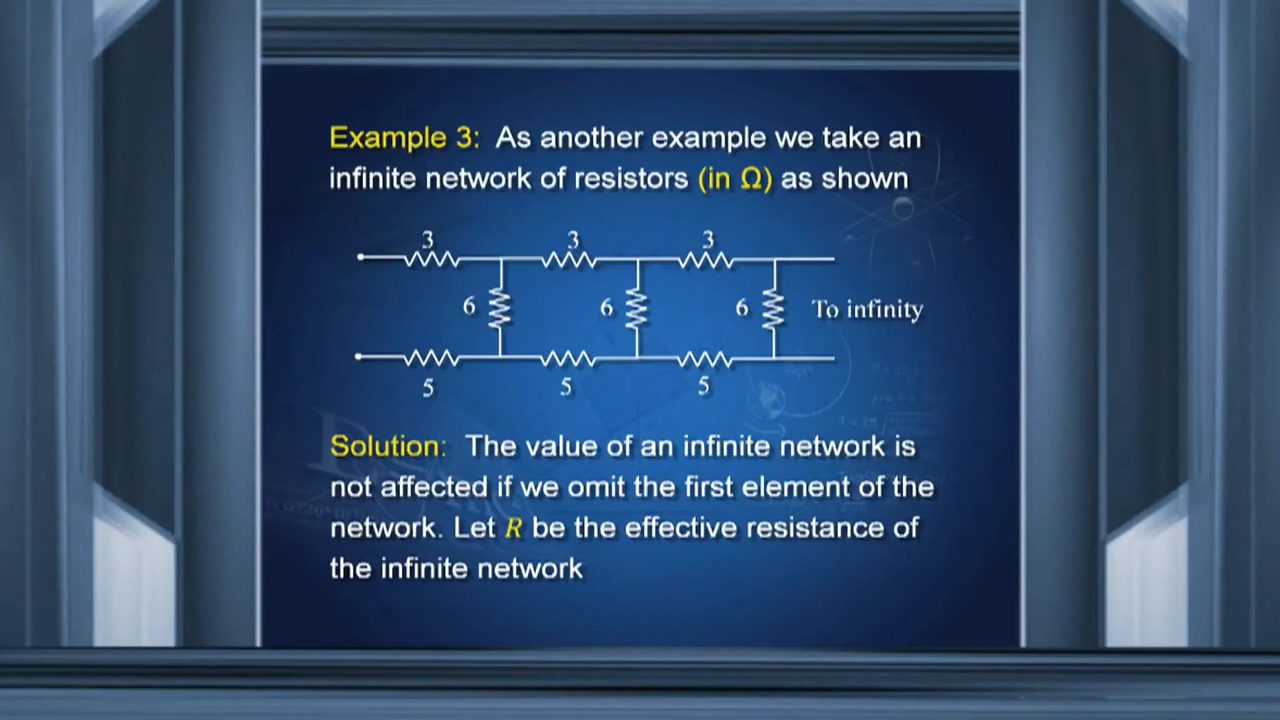 Example 3: As another example we take an
infinite network of resistors (in Ω) as shown
3 3 3
6 6 6 To infinity
5 5 5
Solution: The value of an infinite network is
not affected if we omit the first element of the
network. Let R be the effective resistance of
the infinite network